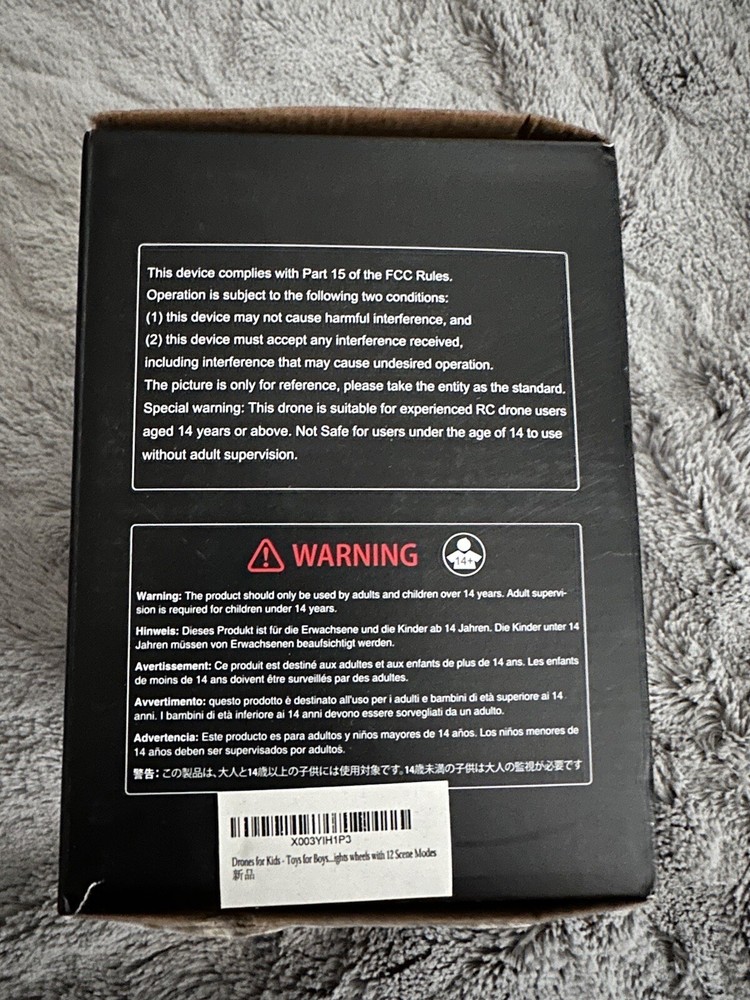 This device complies with Part 15 of the FCC Rules.
Operation is subject to the following two conditions:
(1) this device may not cause harmful interference, and
(2) this device must accept any interference received,
including interference that may cause undesired operation.
The picture is only for reference, please take the entity as the standard.
Special warning: This drone is suitable for experienced RC drone users
aged 14 years or above. Not Safe for users under the age of 14 to use
without adult supervision.
WARNING 14+
Warning: The product should only be used by adults and children over 14 years. Adult supervi-
sion is required for children under 14 years.
Hinweis: Dieses Produkt ist für die Erwachsene und die Kinder ab 14 Jahren. Die Kinder unter 14
Jahren müssen von Erwachsenen beaufsichtigt werden.
Avertissement: Ce produit est destiné aux adultes et aux enfants de plus de 14 ans. Les enfants
de moins de 14 ans doivent être surveillés par des adultes.
Avvertimento: questo prodotto è destinato all'uso per i adulti e bambini di età superiore ai 14
anni. I bambini di età inferiore ai 14 anni devono essere sorvegliati da un adulto.
Advertencia: Este producto es para adultos y niños mayores de 14 años. Los niños menores de
14 años deben ser supervisados por adultos.
警告：この製品は、大人と14歳以上の子供には使用対象です。14歳未満の子供は大人の監視が必要です
X003YIH1P3
Drones for Kids - Toys for Boys...ights wheels with 12 Scene Modes
新品